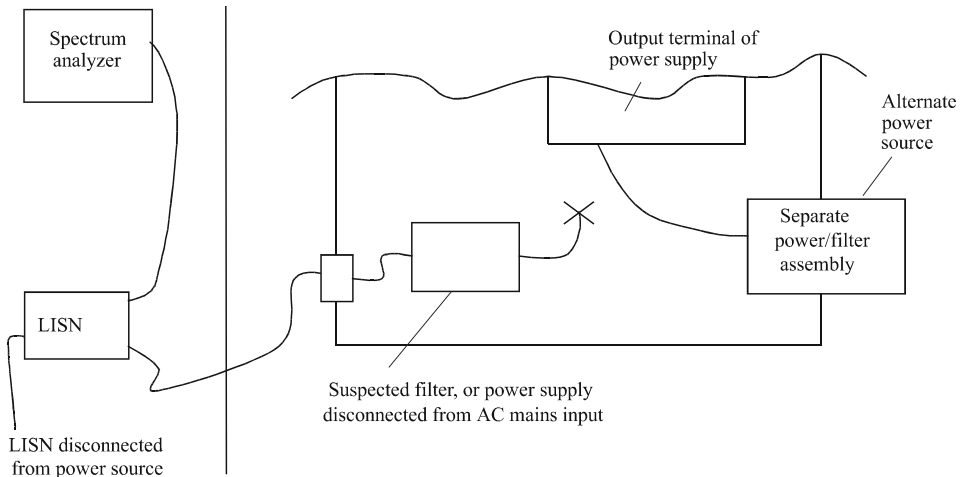 Spectrum
analyzer
Output terminal of
power supply
Alternate
power
source
Separate
power/filter
assembly
LISN
Suspected filter, or power supply
disconnected from AC mains input
LISN disconnected
from power source